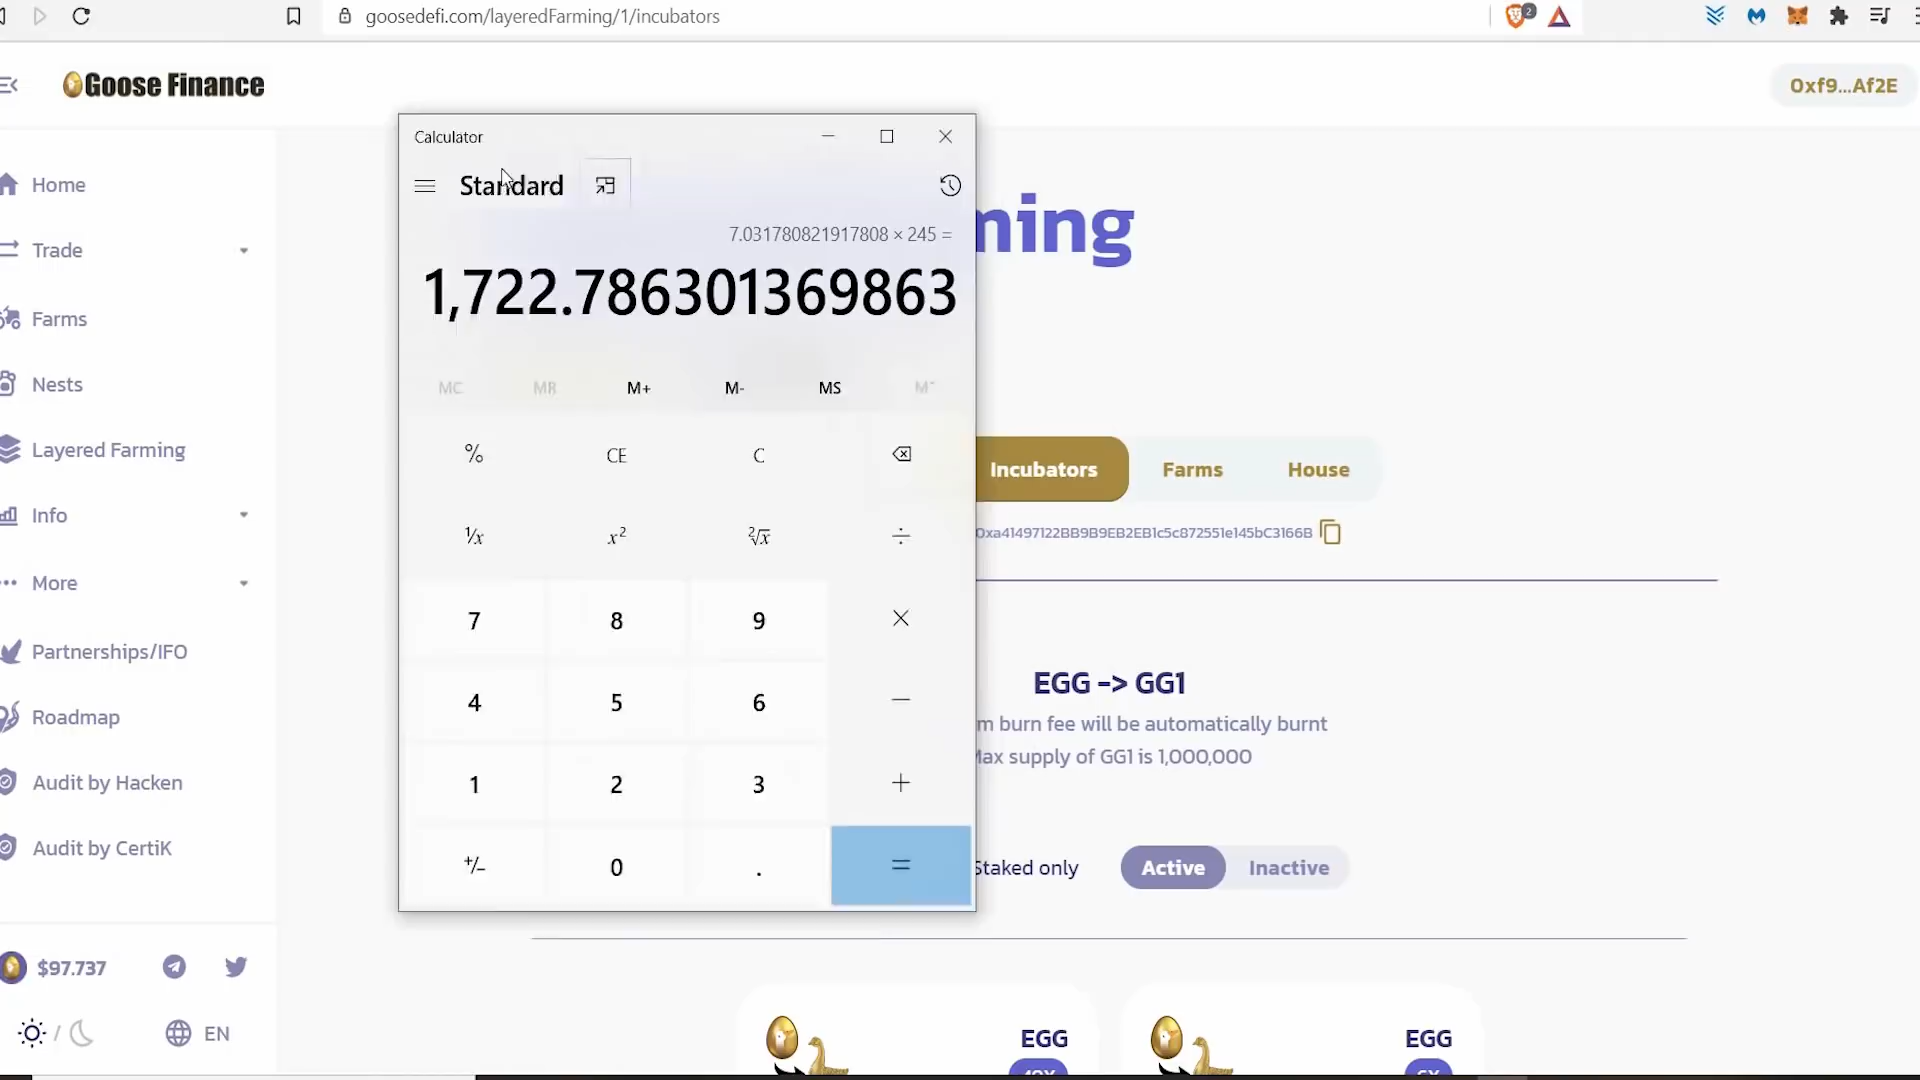 goosedefi.com/layeredFarming/1/incubators
2
Goose Finance
0xf9...Af2E
Home
Trade
Farms
Nests
Layered Farming
Info
More
Partnerships/IFO
Roadmap
Audit by Hacken
Audit by CertiK
$97.737
/
EN
Calculator
Standard
7.031780821917808 × 245 =
1,722.786301369863
MC MR M+ M- MS M˅
% CE C
⅟x x² ²√x ÷
7 8 9 ×
4 5 6 −
1 2 3 +
+/− 0 . =
ming
Incubators Farms House
0xa41497122BB9B9EB2EB1c5c872551e145bC3166B
EGG -> GG1
m burn fee will be automatically burnt
Max supply of GG1 is 1,000,000
Staked only Active Inactive
EGG
EGG